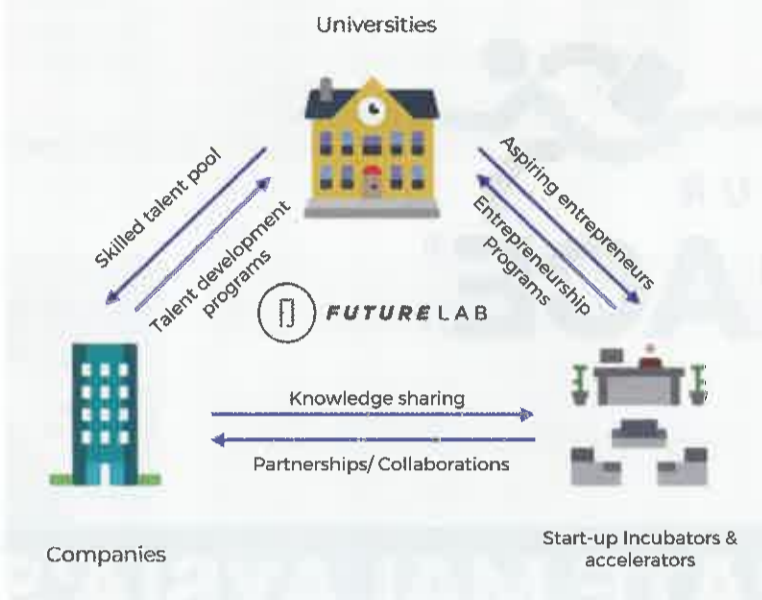 Universities
Skilled talent pool
Talent development
programs
Aspiring entrepreneurs
Entrepreneurship
Programs
FUTURELAB
Knowledge sharing
Partnerships/ Collaborations
Companies
Start-up Incubators &
accelerators